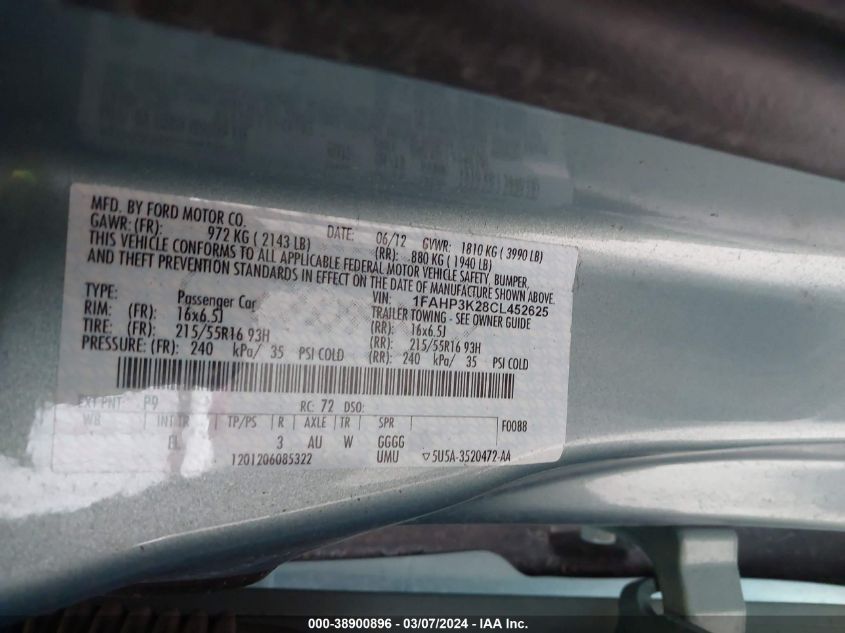 MFD. BY FORD MOTOR CO. DATE: 06/12 GVWR: 1810 KG ( 3990 LB)
GAWR: (FR): 972 KG ( 2143 LB) (RR): 880 KG ( 1940 LB)
THIS VEHICLE CONFORMS TO ALL APPLICABLE FEDERAL MOTOR VEHICLE SAFETY, BUMPER,
AND THEFT PREVENTION STANDARDS IN EFFECT ON THE DATE OF MANUFACTURE SHOWN ABOVE.
TYPE: Passenger Car VIN: 1FAHP3K28CL452625
TRAILER TOWING - SEE OWNER GUIDE
RIM: (FR): 16x6.5J (RR): 16x6.5J
TIRE: (FR): 215/55R16 93H (RR): 215/55R16 93H
PRESSURE: (FR): 240 kPa/ 35 PSI COLD (RR): 240 kPa/ 35 PSI COLD
EXT PNT: P9 RC: 72 DSO:
WB INT TR TP/PS R AXLE TR SPR F0088
EL 3 AU W GGGG
1201206085322 UMU ▽5U5A-3520472-AA
000-38900896 - 03/07/2024 - IAA Inc.